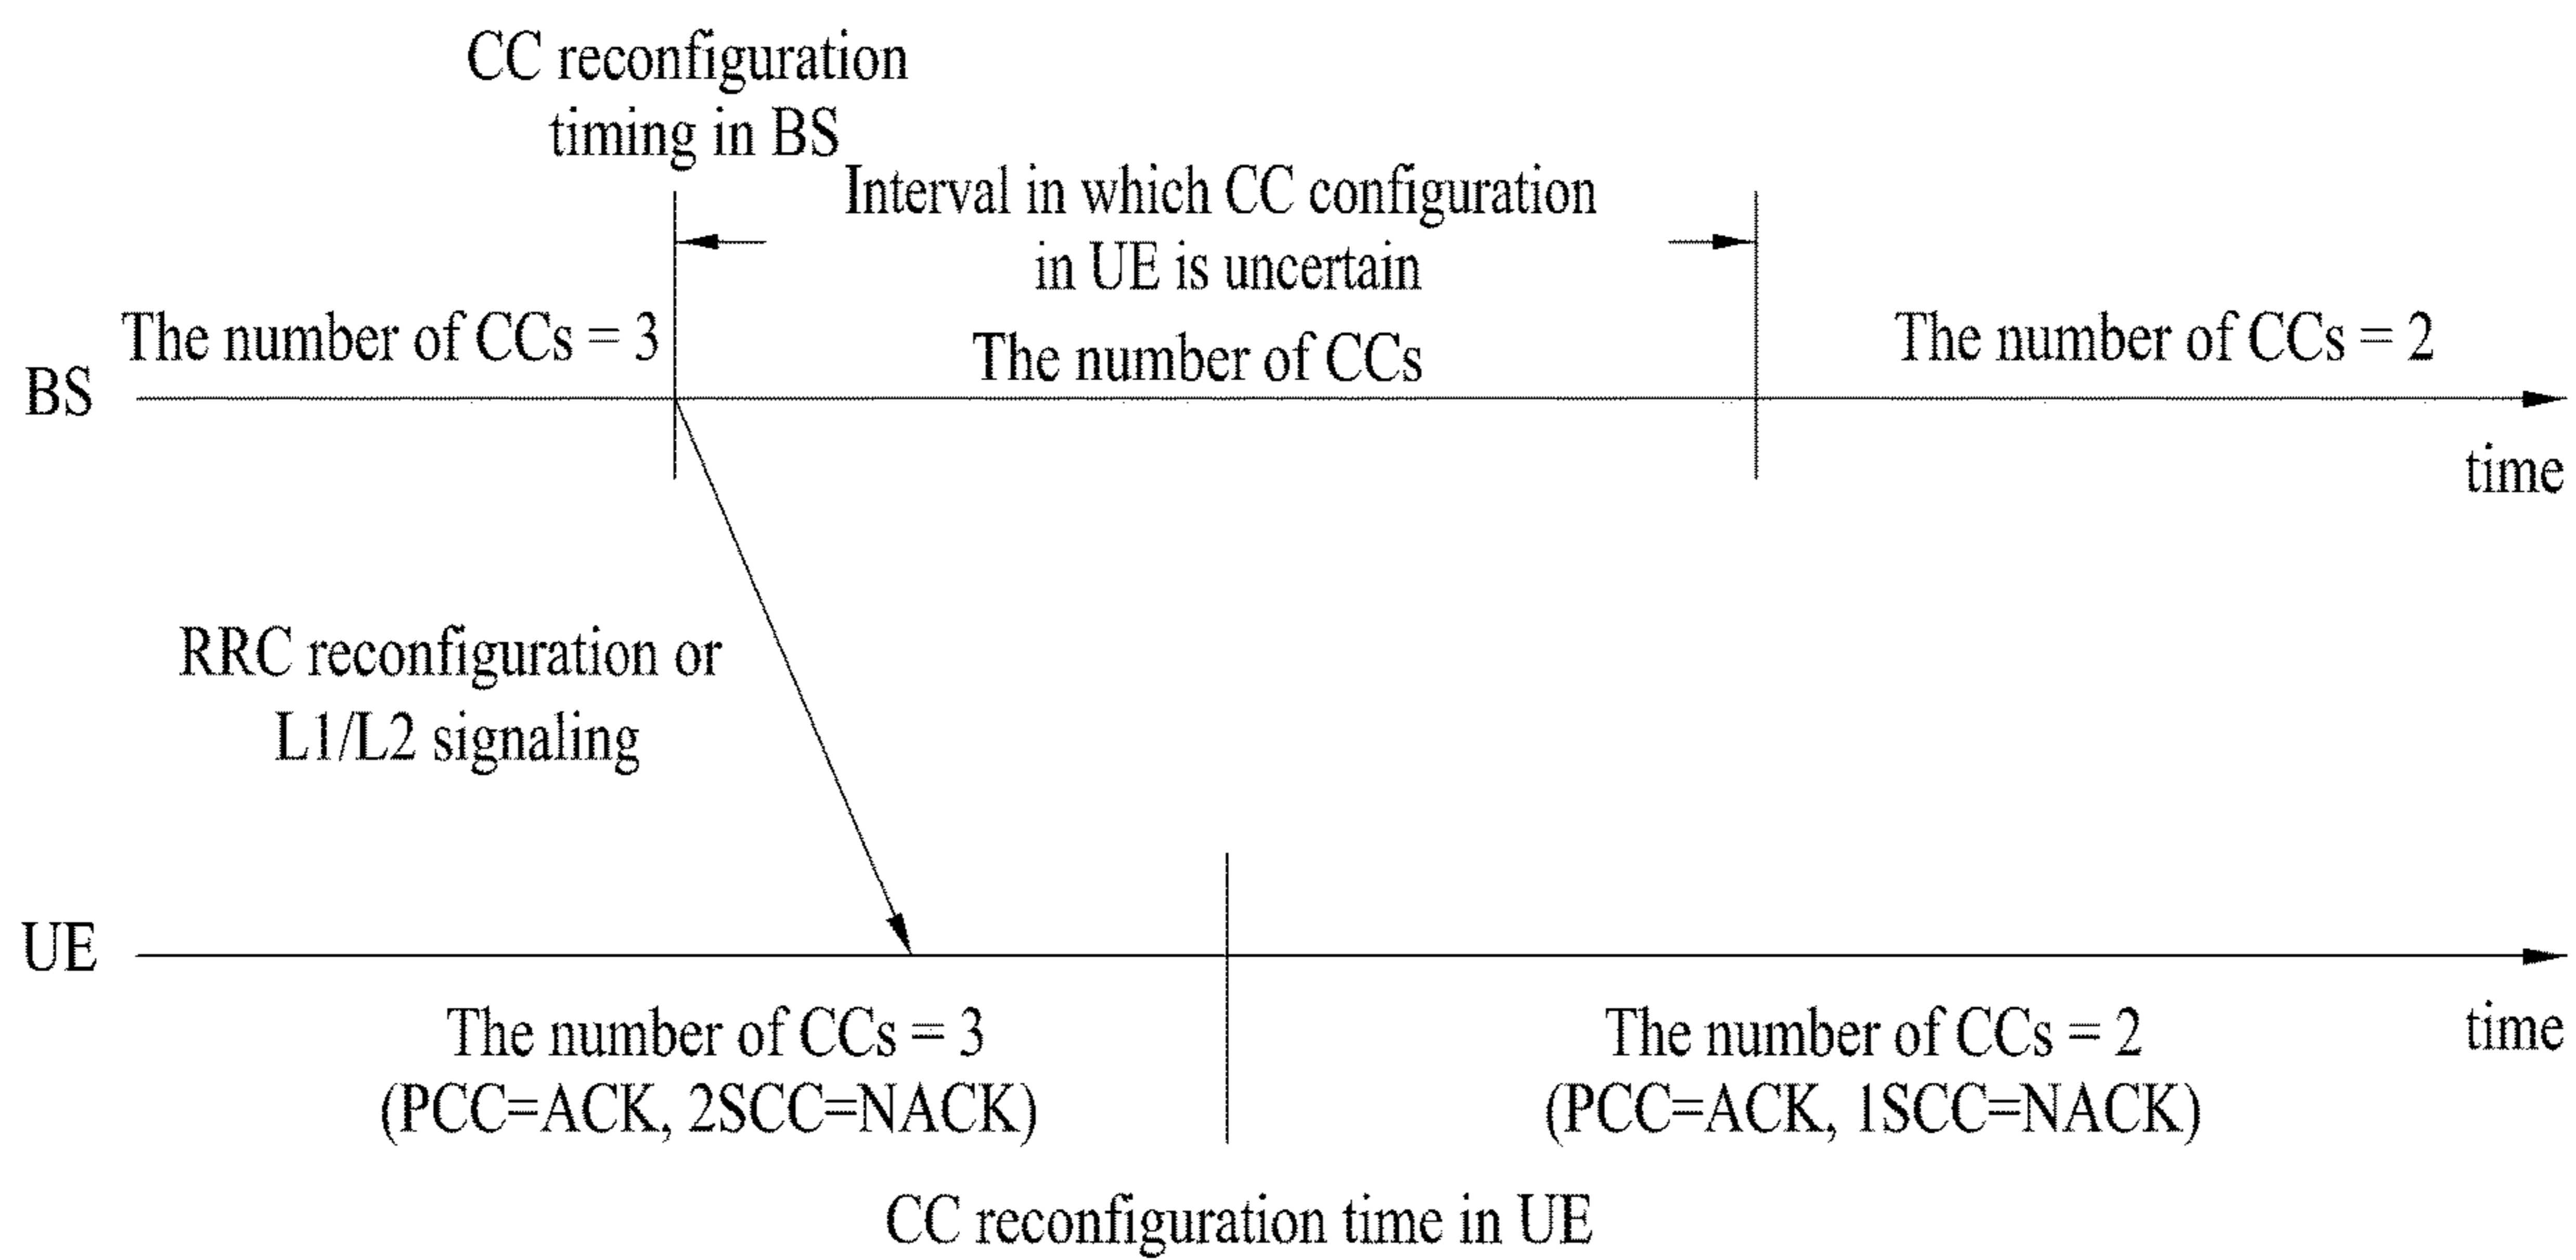 CC reconfiguration
timing in BS
Interval in which CC configuration
in UE is uncertain
The number of CCs = 3
The number of CCs
The number of CCs = 2
BS
time
RRC reconfiguration or
L1/L2 signaling
UE
The number of CCs = 3
(PCC=ACK, 2SCC=NACK)
The number of CCs = 2
(PCC=ACK, 1SCC=NACK)
time
CC reconfiguration time in UE